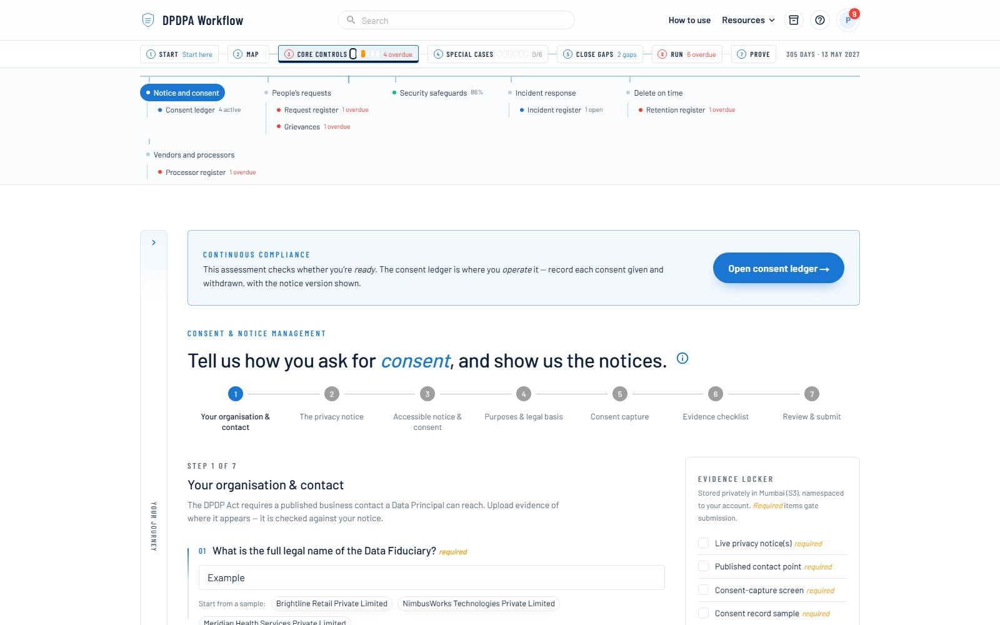 DPDPA Workflow
Search
How to use
Resources
P
9
1 START Start here
2 MAP
3 CORE CONTROLS 4 overdue
4 SPECIAL CASES 0/6
5 CLOSE GAPS 2 gaps
6 RUN 6 overdue
7 PROVE
305 DAYS · 13 MAY 2027
Notice and consent
People's requests
Security safeguards 86%
Incident response
Delete on time
Consent ledger 4 active
Request register 1 overdue
Incident register 1 open
Retention register 1 overdue
Grievances 1 overdue
Vendors and processors
Processor register 1 overdue
CONTINUOUS COMPLIANCE
This assessment checks whether you're ready. The consent ledger is where you operate it — record each consent given and
withdrawn, with the notice version shown.
Open consent ledger →
CONSENT & NOTICE MANAGEMENT
Tell us how you ask for consent, and show us the notices.
1
2
3
4
5
6
7
Your organisation &
contact
The privacy notice
Accessible notice &
consent
Purposes & legal basis
Consent capture
Evidence checklist
Review & submit
YOUR JOURNEY
STEP 1 OF 7
Your organisation & contact
The DPDP Act requires a published business contact a Data Principal can reach. Upload evidence of
where it appears — it is checked against your notice.
01 What is the full legal name of the Data Fiduciary? required
Example
Start from a sample: Brightline Retail Private Limited NimbusWorks Technologies Private Limited
Meridian Health Services Private Limited
EVIDENCE LOCKER
Stored privately in Mumbai (S3), namespaced
to your account. Required items gate
submission.
Live privacy notice(s) required
Published contact point required
Consent-capture screen required
Consent record sample required